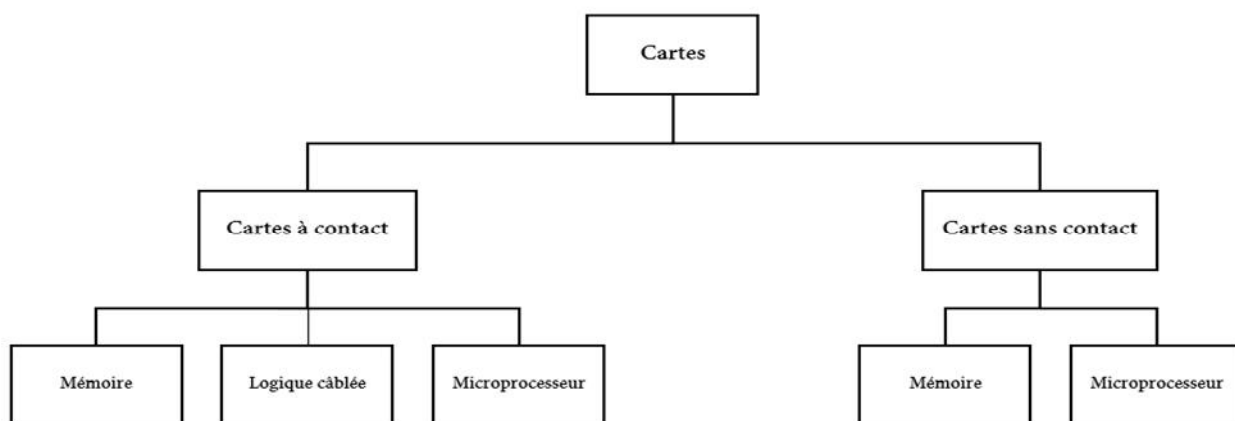 Cartes
Cartes à contact
Cartes sans contact
Mémoire
Logique câblée
Microprocesseur
Mémoire
Microprocesseur